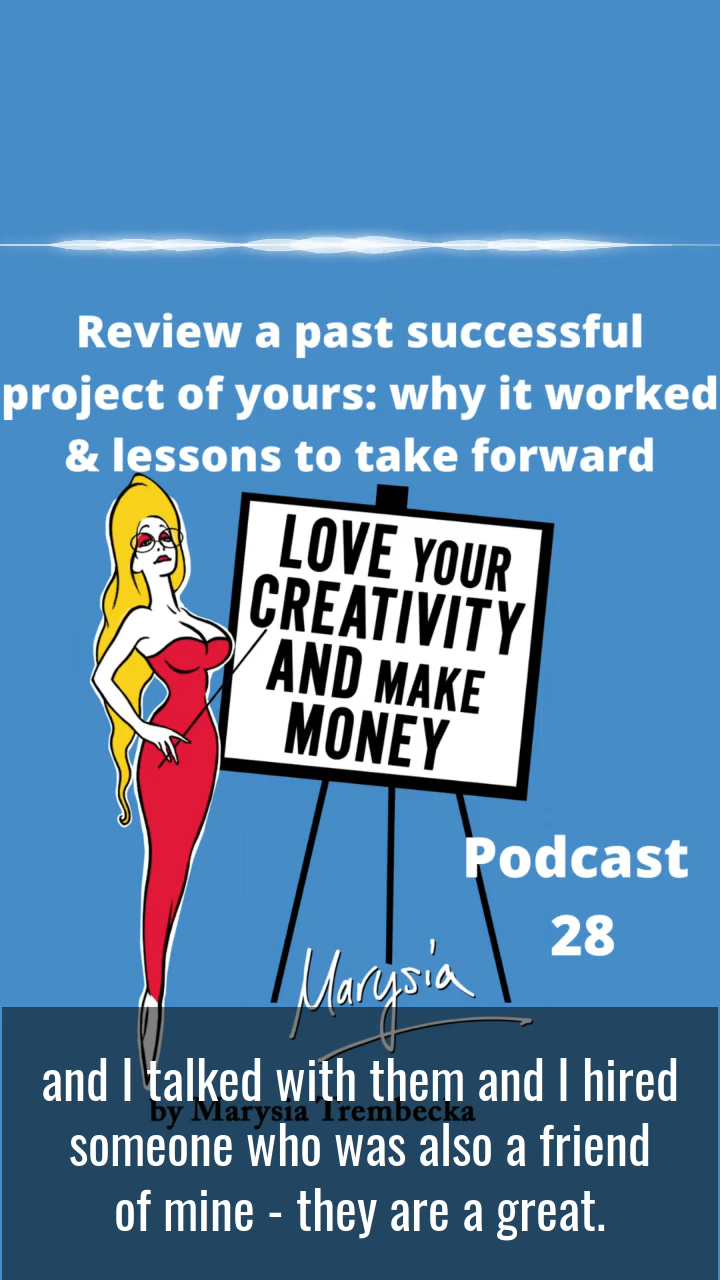 Review a past successful
project of yours: why it worked
& lessons to take forward
LOVE YOUR
CREATIVITY
AND MAKE
MONEY
Podcast
28
Marysia
by Marysia Trembecka
and I talked with them and I hired
someone who was also a friend
of mine - they are a great.